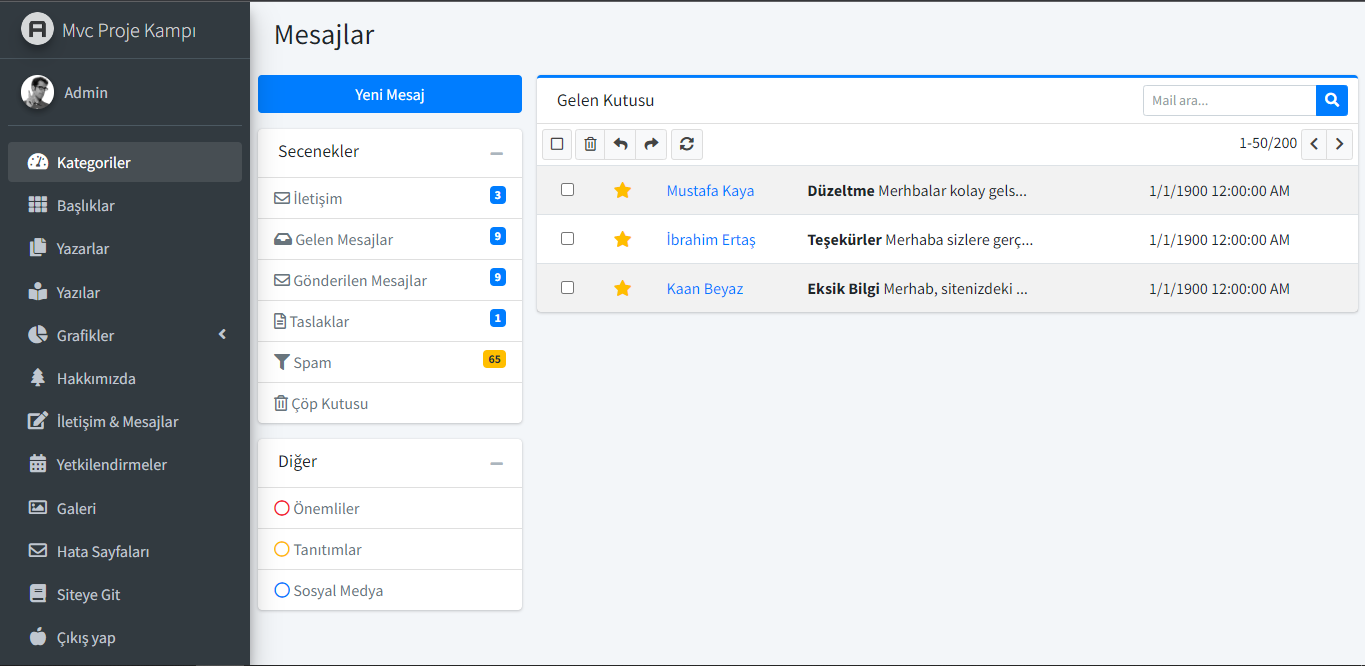 Mvc Proje Kampı
Admin
Kategoriler
Başlıklar
Yazarlar
Yazılar
Grafikler
Hakkımızda
İletişim & Mesajlar
Yetkilendirmeler
Galeri
Hata Sayfaları
Siteye Git
Çıkış yap
Mesajlar
Yeni Mesaj
Secenekler
İletişim 3
Gelen Mesajlar 9
Gönderilen Mesajlar 9
Taslaklar 1
Spam 65
Çöp Kutusu
Diğer
Önemliler
Tanıtımlar
Sosyal Medya
Gelen Kutusu
Mail ara...
1-50/200
Mustafa Kaya Düzeltme Merhbalar kolay gels... 1/1/1900 12:00:00 AM
İbrahim Ertaş Teşekürler Merhaba sizlere gerç... 1/1/1900 12:00:00 AM
Kaan Beyaz Eksik Bilgi Merhab, sitenizdeki ... 1/1/1900 12:00:00 AM